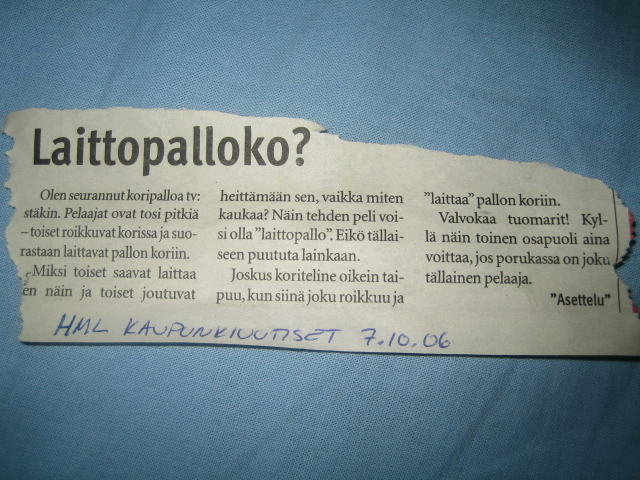 Laittopalloko?
Olen seurannut koripalloa tv:
stäkin. Pelaajat ovat tosi pitkiä
– toiset roikkuvat korissa ja suo-
rastaan laittavat pallon koriin.
Miksi toiset saavat laittaa
en näin ja toiset joutuvat
heittämään sen, vaikka miten
kaukaa? Näin tehden peli voi-
si olla "laittopallo". Eikö tällai-
seen puututa lainkaan.
Joskus koriteline oikein tai-
puu, kun siinä joku roikkuu ja
"laittaa" pallon koriin.
Valvokaa tuomarit! Kyl-
lä näin toinen osapuoli aina
voittaa, jos porukassa on joku
tällainen pelaaja.
"Asettelu"
HML KAUPUNKIUUTISET 7.10.06